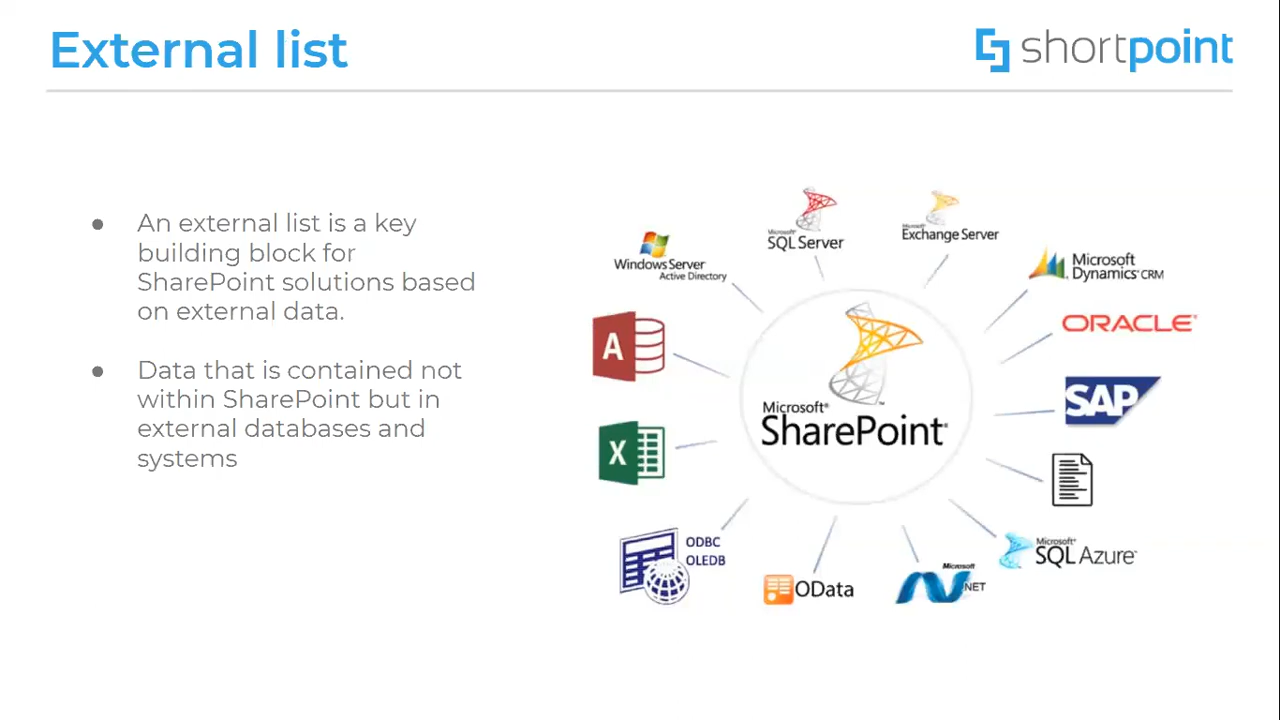 External list
shortpoint
● An external list is a key
building block for
SharePoint solutions based
on external data.
● Data that is contained not
within SharePoint but in
external databases and
systems
Microsoft®
SQL Server
Microsoft®
Exchange Server
Windows Server
Active Directory
Microsoft
Dynamics® CRM
A
ORACLE®
Microsoft®
SharePoint®
SAP
X
ODBC
OLEDB
Microsoft®
SQL Azure™
OData
Microsoft
.NET